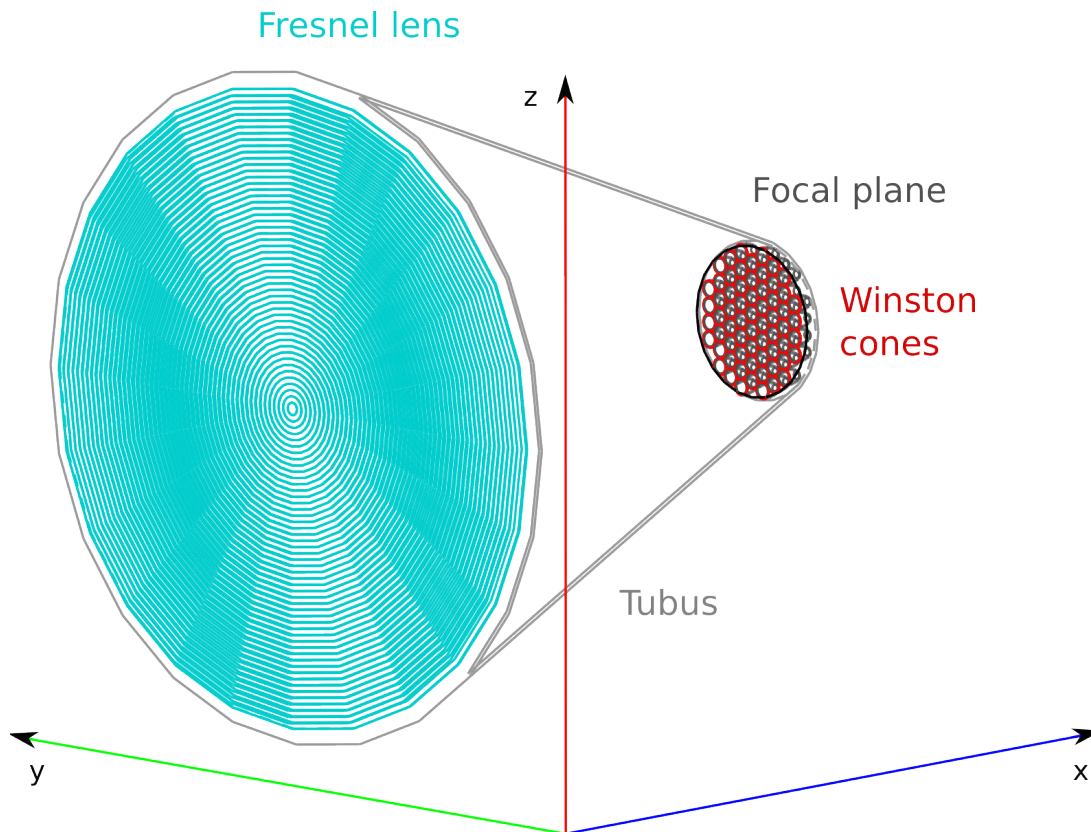 Fresnel lens
z
Focal plane
Winston
cones
Tubus
y
x